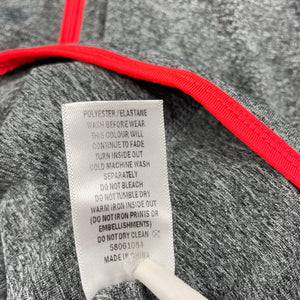 POLYESTER/ELASTANE
WASH BEFORE WEAR
THIS COLOUR WILL
CONTINUE TO FADE
TURN INSIDE OUT
COLD MACHINE WASH
SEPARATELY
DO NOT BLEACH
DO NOT TUMBLE DRY
WARM IRON INSIDE OUT
(DO NOT IRON PRINTS OR
EMBELLISHMENTS)
DO NOT DRY CLEAN
58061084
MADE IN CHINA